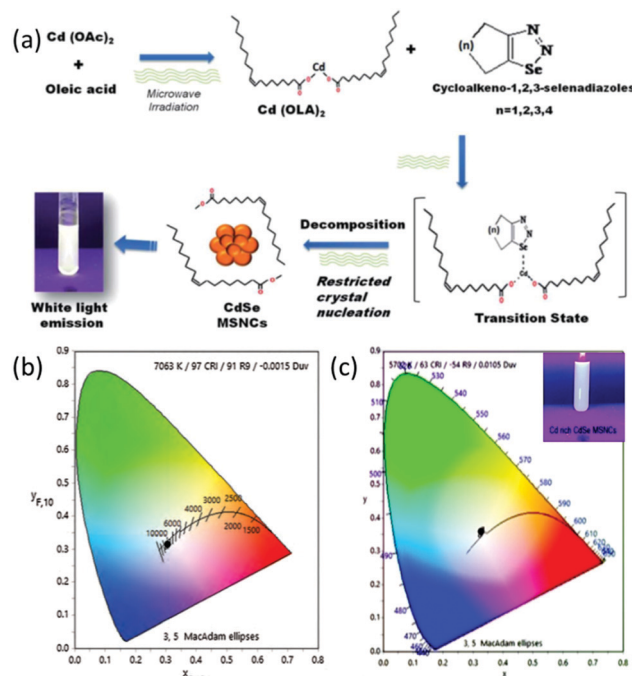 (a)
Cd (OAc)2
+
Oleic acid
Microwave
Irradiation
Cd
O
O
O
O
Cd (OLA)2
+
(n)
N
N
Se
Cycloalkeno-1,2,3-selenadiazoles
n=1,2,3,4
White light
emission
O
O
O
O
CdSe
MSNCs
Decomposition
Restricted
crystal
nucleation
(n)
N
N
Se
Cd
O
O
O
O
Transition State
(b)
7063 K / 97 CRI / 91 R9 / -0.0015 Duv
0.9
0.8
0.7
0.6
0.5
0.4
0.3
0.2
0.1
0.0
yF,10
10000
6000
4000
3000
2500
2000
1500
3, 5 MacAdam ellipses
0.0
0.1
0.2
0.3
0.4
0.5
0.6
0.7
0.8
(c)
63 CRI / -54 R9 / 0.0105 Duv
Cd rich CdSe MSNCs
0.9
0.8
0.7
0.6
0.5
0.4
0.3
0.2
0.1
0.0
y
530
540
550
560
570
580
590
600
610
620
510
500
490
480
470
460
3, 5 MacAdam ellipses
0.0
0.1
0.2
0.3
0.4
0.5
0.6
0.7
0.8
x